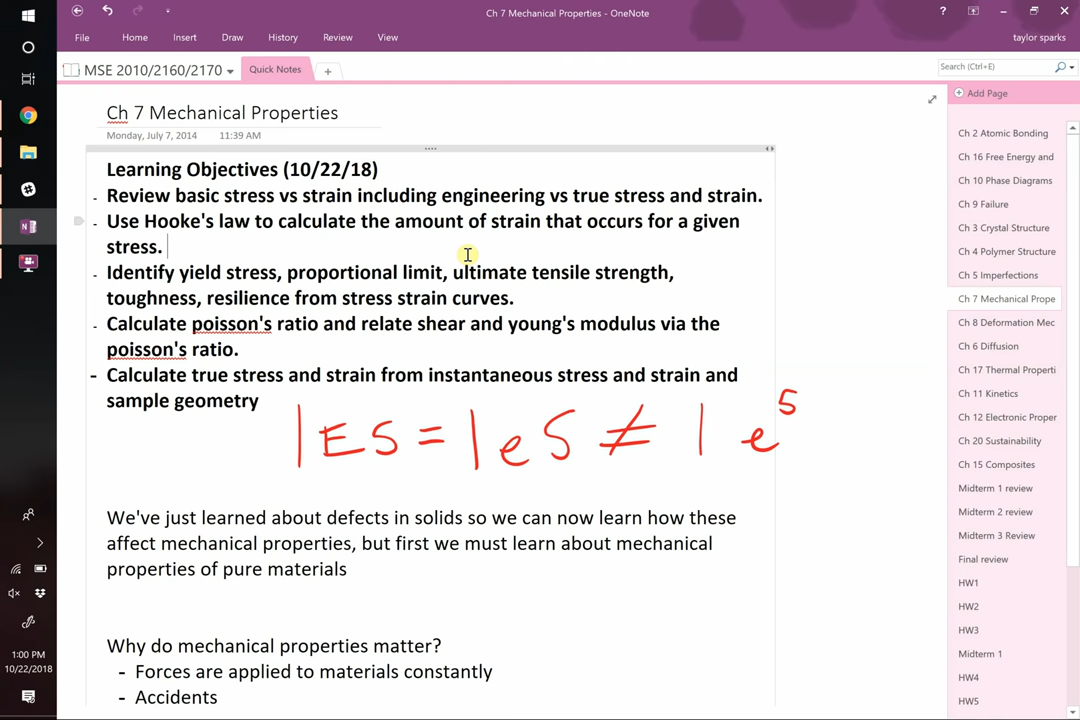 Ch 7 Mechanical Properties - OneNote
?
File Home Insert Draw History Review View
taylor sparks
MSE 2010/2160/2170
Quick Notes
+
Search (Ctrl+E)
Ch 7 Mechanical Properties
Monday, July 7, 2014 11:39 AM
Learning Objectives (10/22/18)
- Review basic stress vs strain including engineering vs true stress and strain.
- Use Hooke's law to calculate the amount of strain that occurs for a given
stress.
- Identify yield stress, proportional limit, ultimate tensile strength,
toughness, resilience from stress strain curves.
- Calculate poisson's ratio and relate shear and young's modulus via the
poisson's ratio.
- Calculate true stress and strain from instantaneous stress and strain and
sample geometry
1ES = 1eS ≠ 1 e^5
We've just learned about defects in solids so we can now learn how these
affect mechanical properties, but first we must learn about mechanical
properties of pure materials
Why do mechanical properties matter?
- Forces are applied to materials constantly
- Accidents
Add Page
Ch 2 Atomic Bonding
Ch 16 Free Energy and
Ch 10 Phase Diagrams
Ch 9 Failure
Ch 3 Crystal Structure
Ch 4 Polymer Structure
Ch 5 Imperfections
Ch 7 Mechanical Prope
Ch 8 Deformation Mec
Ch 6 Diffusion
Ch 17 Thermal Properti
Ch 11 Kinetics
Ch 12 Electronic Proper
Ch 20 Sustainability
Ch 15 Composites
Midterm 1 review
Midterm 2 review
Midterm 3 Review
Final review
HW1
HW2
HW3
Midterm 1
HW4
HW5
1:00 PM
10/22/2018